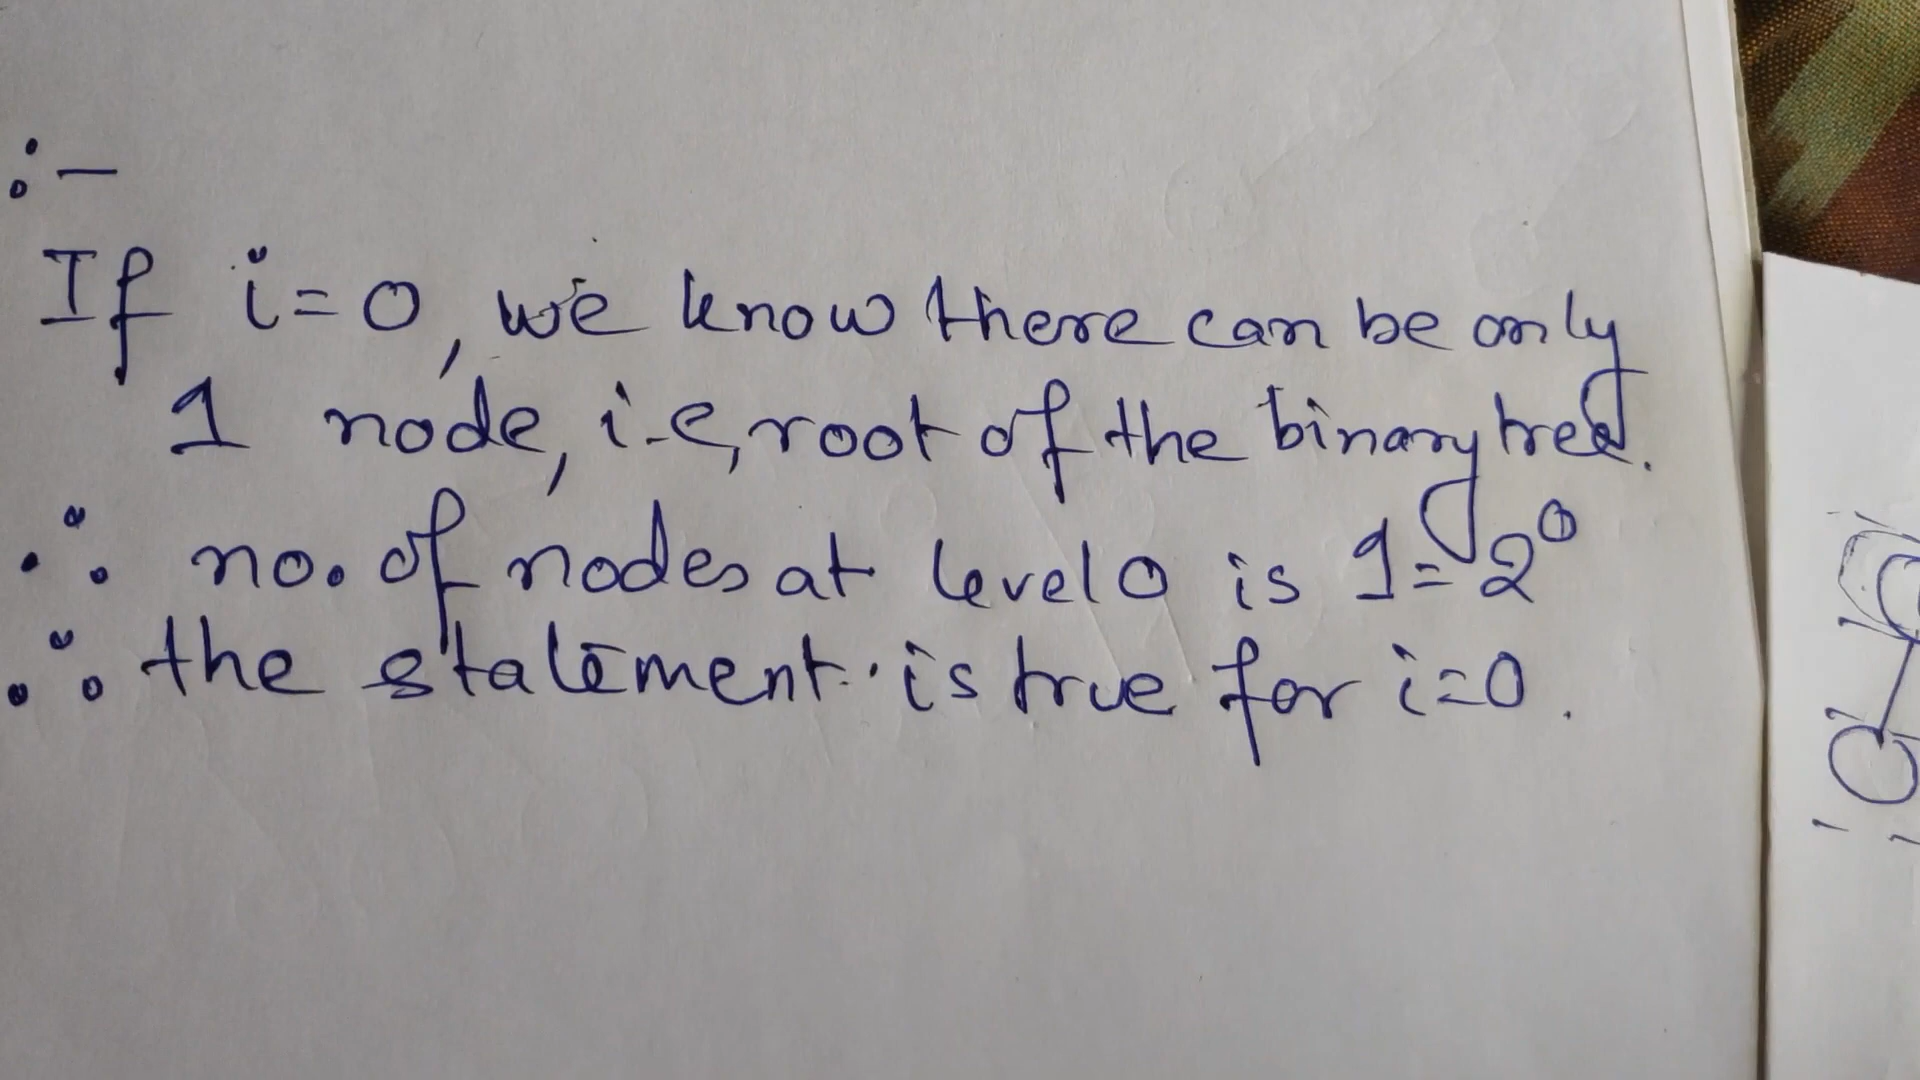 :-
If i=0, we know there can be only
1 node, i.e, root of the binary tree.
∴ no. of nodes at level 0 is 1=2⁰
∴ the statement is true for i=0.